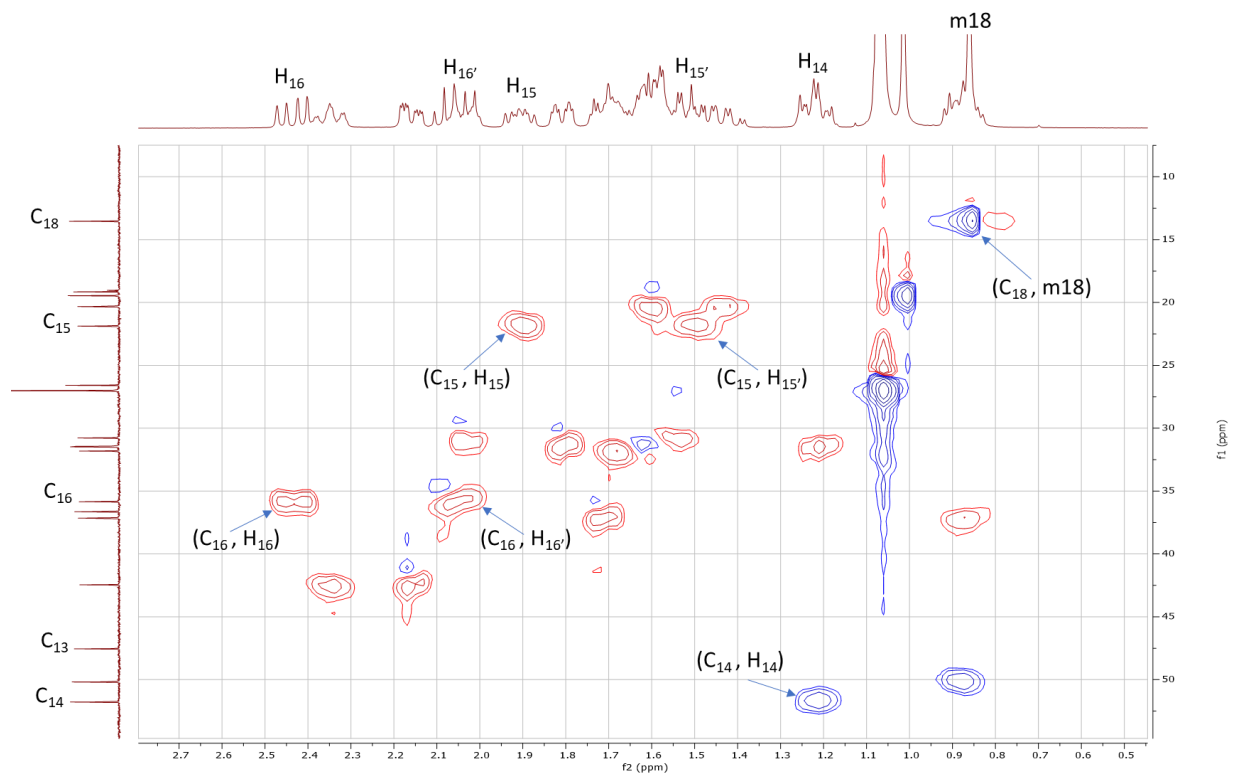 m18
H₁₆
H₁₆'
H₁₅
H₁₅'
H₁₄
C₁₈
C₁₅
C₁₆
C₁₃
C₁₄
(C₁₈ , m18)
(C₁₅ , H₁₅)
(C₁₅ , H₁₅')
(C₁₆ , H₁₆)
(C₁₆ , H₁₆')
(C₁₄ , H₁₄)
10
15
20
25
30
35
40
45
50
f1 (ppm)
2.7 2.6 2.5 2.4 2.3 2.2 2.1 2.0 1.9 1.8 1.7 1.6 1.5 1.4 1.3 1.2 1.1 1.0 0.9 0.8 0.7 0.6 0.5
f2 (ppm)